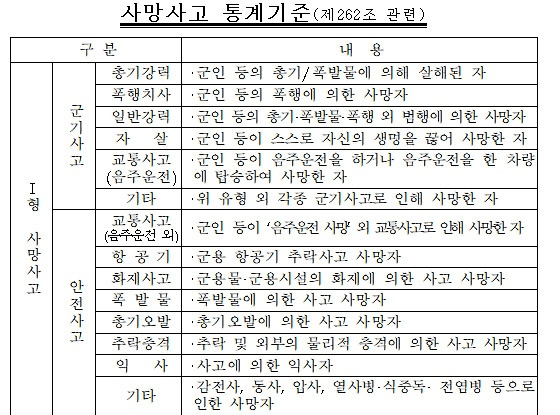 사망사고 통계기준(제262조 관련)
구 분 내 용
Ⅰ형 사망사고
군기사고
총기강력 ·군인 등의 총기/폭발물에 의해 살해된 자
폭행치사 ·군인 등의 폭행에 의한 사망자
일반강력 ·군인 등의 총기·폭발물·폭행 외 범행에 의한 사망자
자 살 ·군인 등이 스스로 자신의 생명을 끊어 사망한 자
교통사고 ·군인 등이 음주운전을 하거나 음주운전을 한 차량
(음주운전) 에 탑승하여 사망한 자
기타 ·위 유형 외 각종 군기사고로 인해 사망한 자
안전사고
교통사고
(음주운전 외) ·군인 등이 '음주운전 사망' 외 교통사고로 인해 사망한 자
항 공 기 ·군용 항공기 추락사고 사망자
화재사고 ·군용물·군용시설의 화재에 의한 사고 사망자
폭 발 물 ·폭발물에 의한 사고 사망자
총기오발 ·총기오발에 의한 사고 사망자
추락충격 ·추락 및 외부의 물리적 충격에 의한 사고 사망자
익 사 ·사고에 의한 익사자
기타 ·감전사, 동사, 압사, 열사병·식중독· 전염병 등으로
인한 사망자